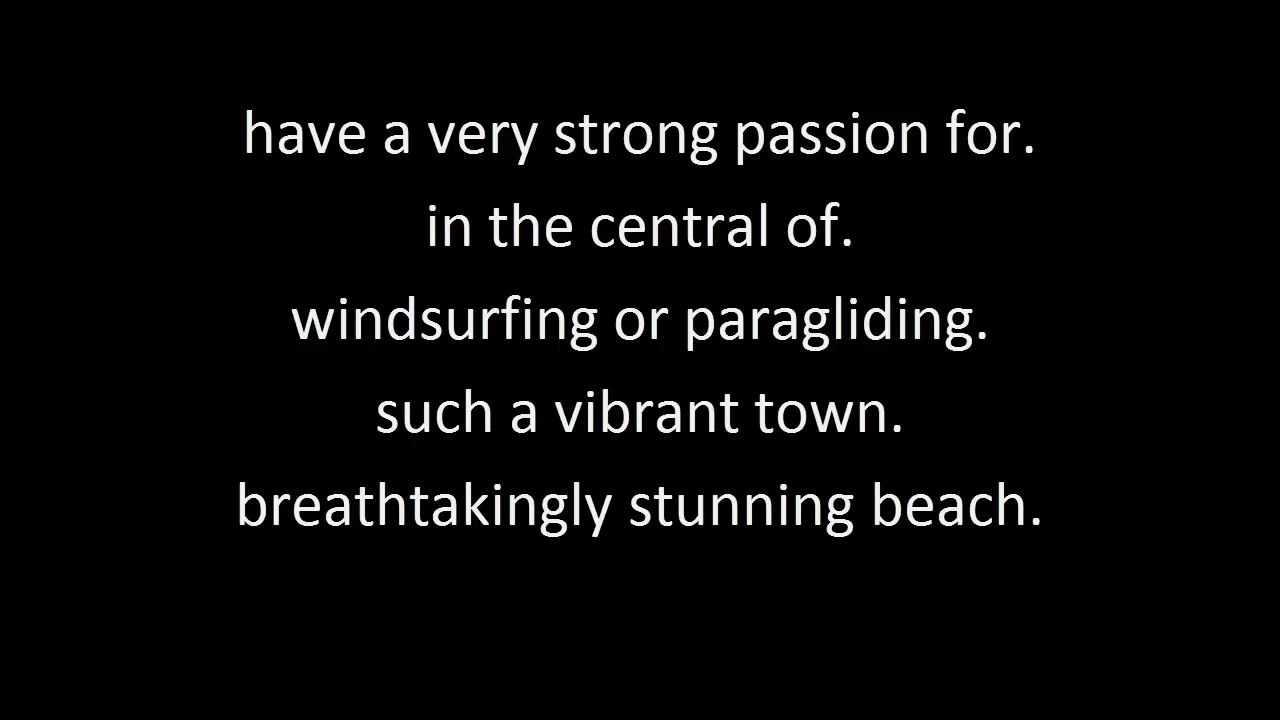 have a very strong passion for.
in the central of.
windsurfing or paragliding.
such a vibrant town.
breathtakingly stunning beach.